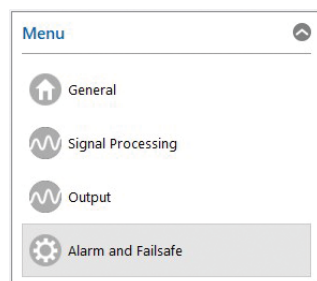 Menu
General
Signal Processing
Output
Alarm and Failsafe